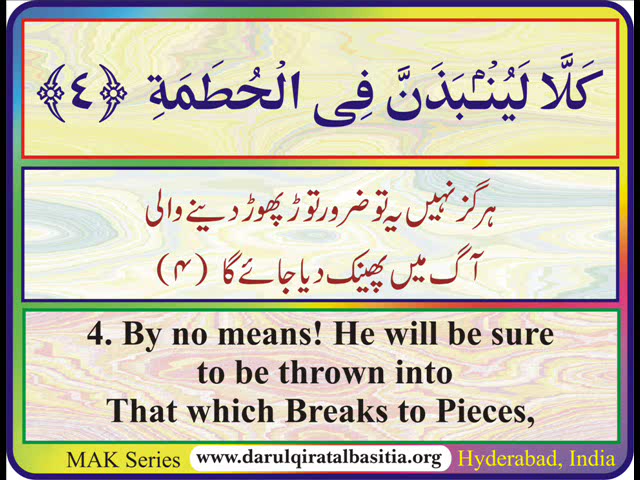 كَلَّا لَيُنۢبَذَنَّ فِى الْحُطَمَةِ ﴿٤﴾
ہرگز نہیں یہ تو ضرور توڑ پھوڑ دینے والی
آگ میں پھینک دیا جائے گا (۴)
4. By no means! He will be sure
to be thrown into
That which Breaks to Pieces,
MAK Series www.darulqiratalbasitia.org Hyderabad, India